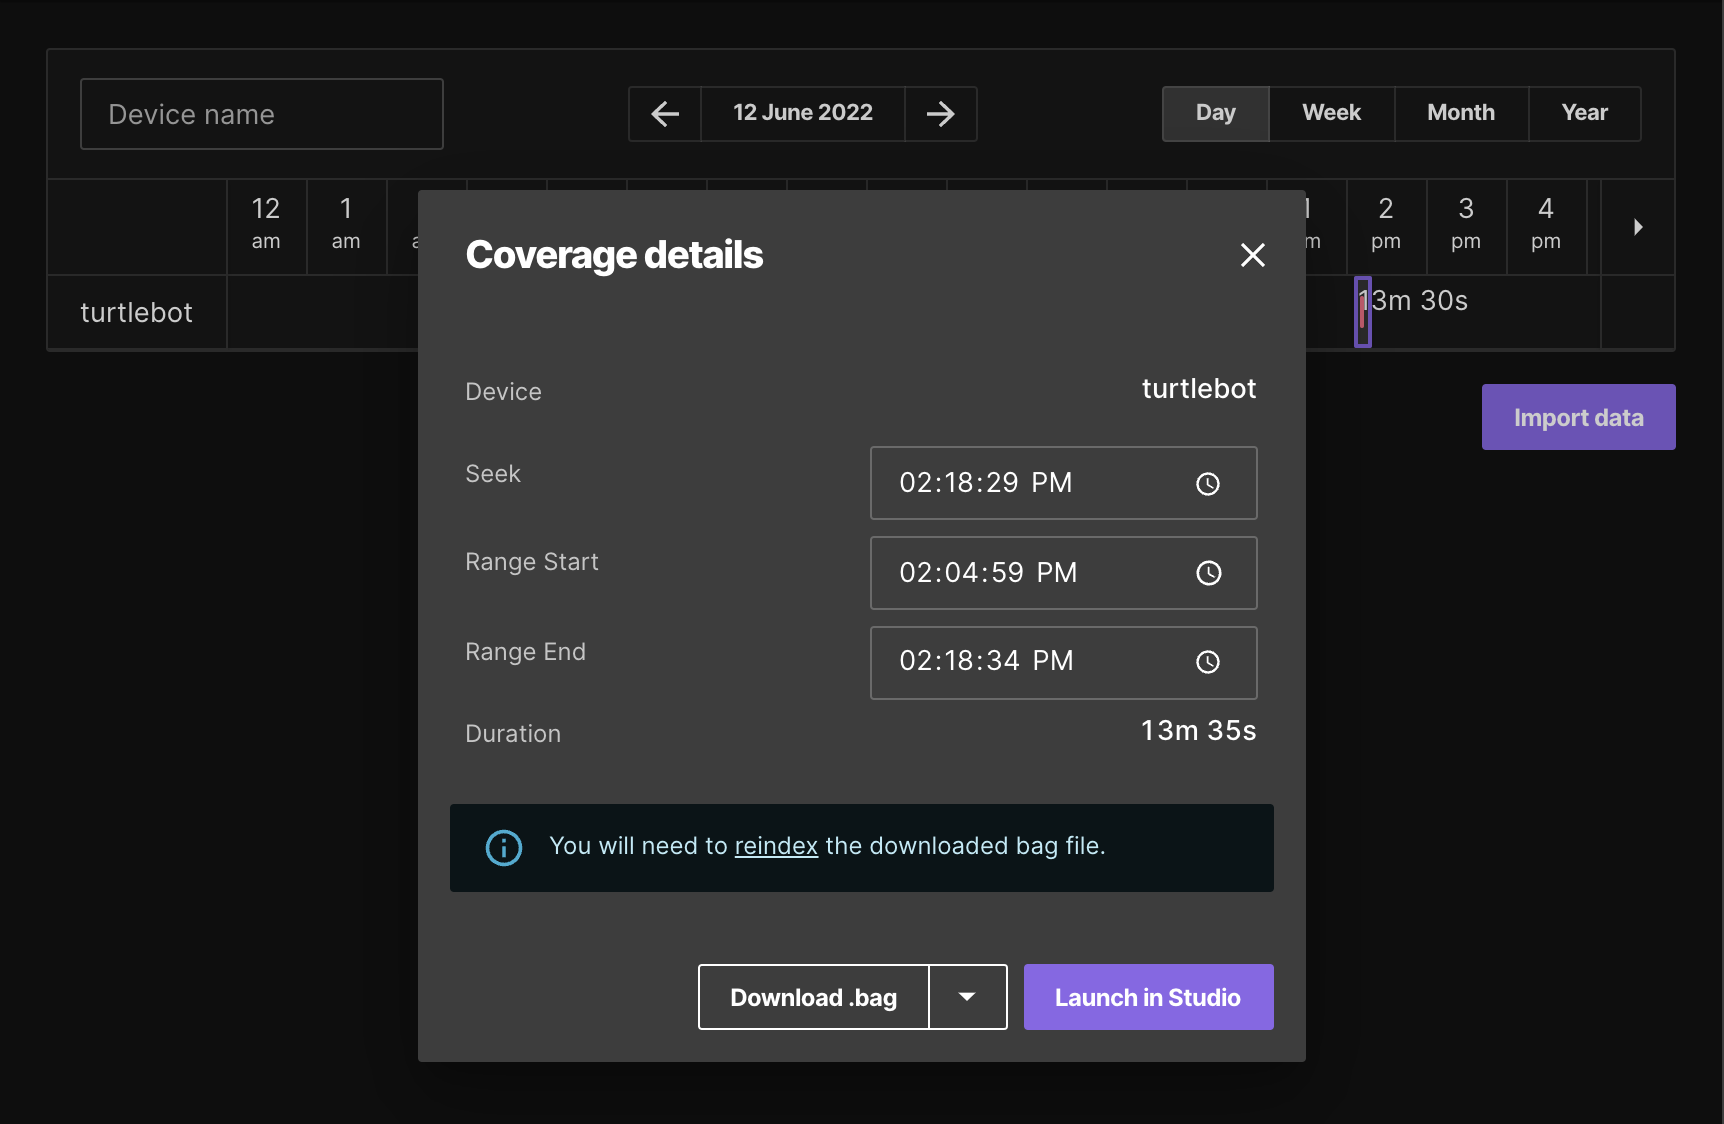 Device name
12 June 2022
Day Week Month Year
12 am
1 am
2 pm
3 pm
4 pm
turtlebot
13m 30s
Import data
Coverage details
Device turtlebot
Seek 02:18:29 PM
Range Start 02:04:59 PM
Range End 02:18:34 PM
Duration 13m 35s
You will need to reindex the downloaded bag file.
Download .bag
Launch in Studio